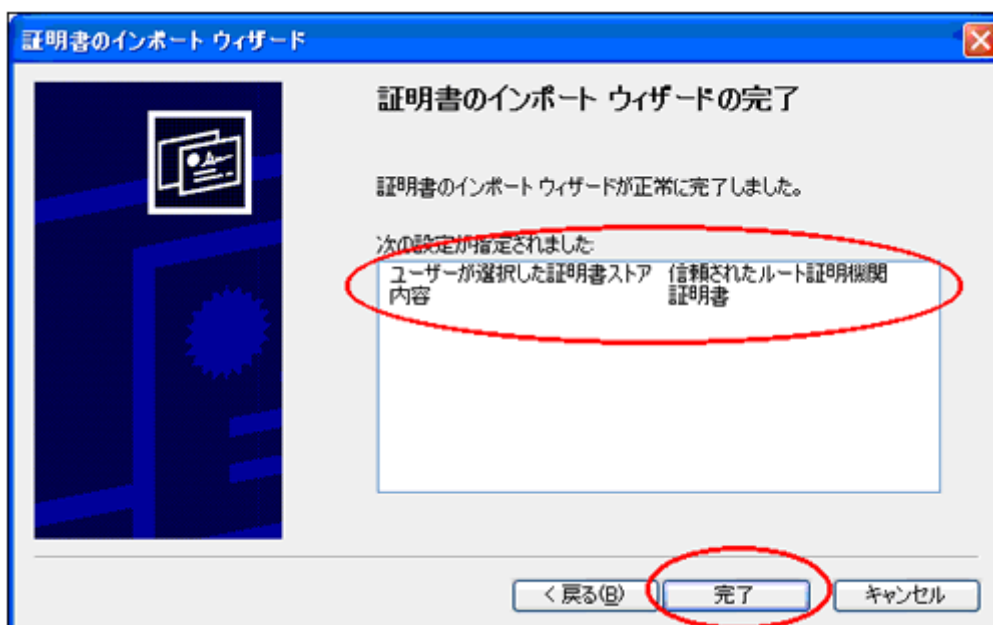 証明書のインポート ウィザード
証明書のインポート ウィザードの完了
証明書のインポート ウィザードが正常に完了しました。
次の設定が指定されました:
ユーザーが選択した証明書ストア 信頼されたルート証明機関
内容 証明書
< 戻る(B) 完了 キャンセル